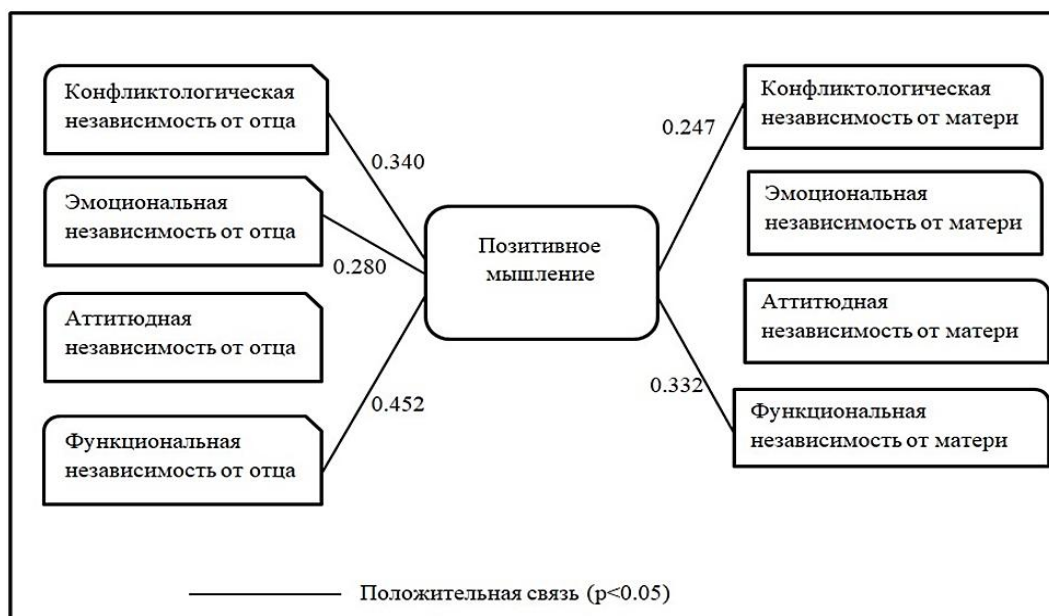 Конфликтологическая
независимость от отца
0.340
Эмоциональная
независимость от отца
0.280
Аттитюдная
независимость от отца
0.452
Функциональная
независимость от отца
Позитивное
мышление
Конфликтологическая
независимость от матери
0.247
Эмоциональная
независимость от матери
Аттитюдная
независимость от матери
0.332
Функциональная
независимость от матери
Положительная связь (p<0.05)